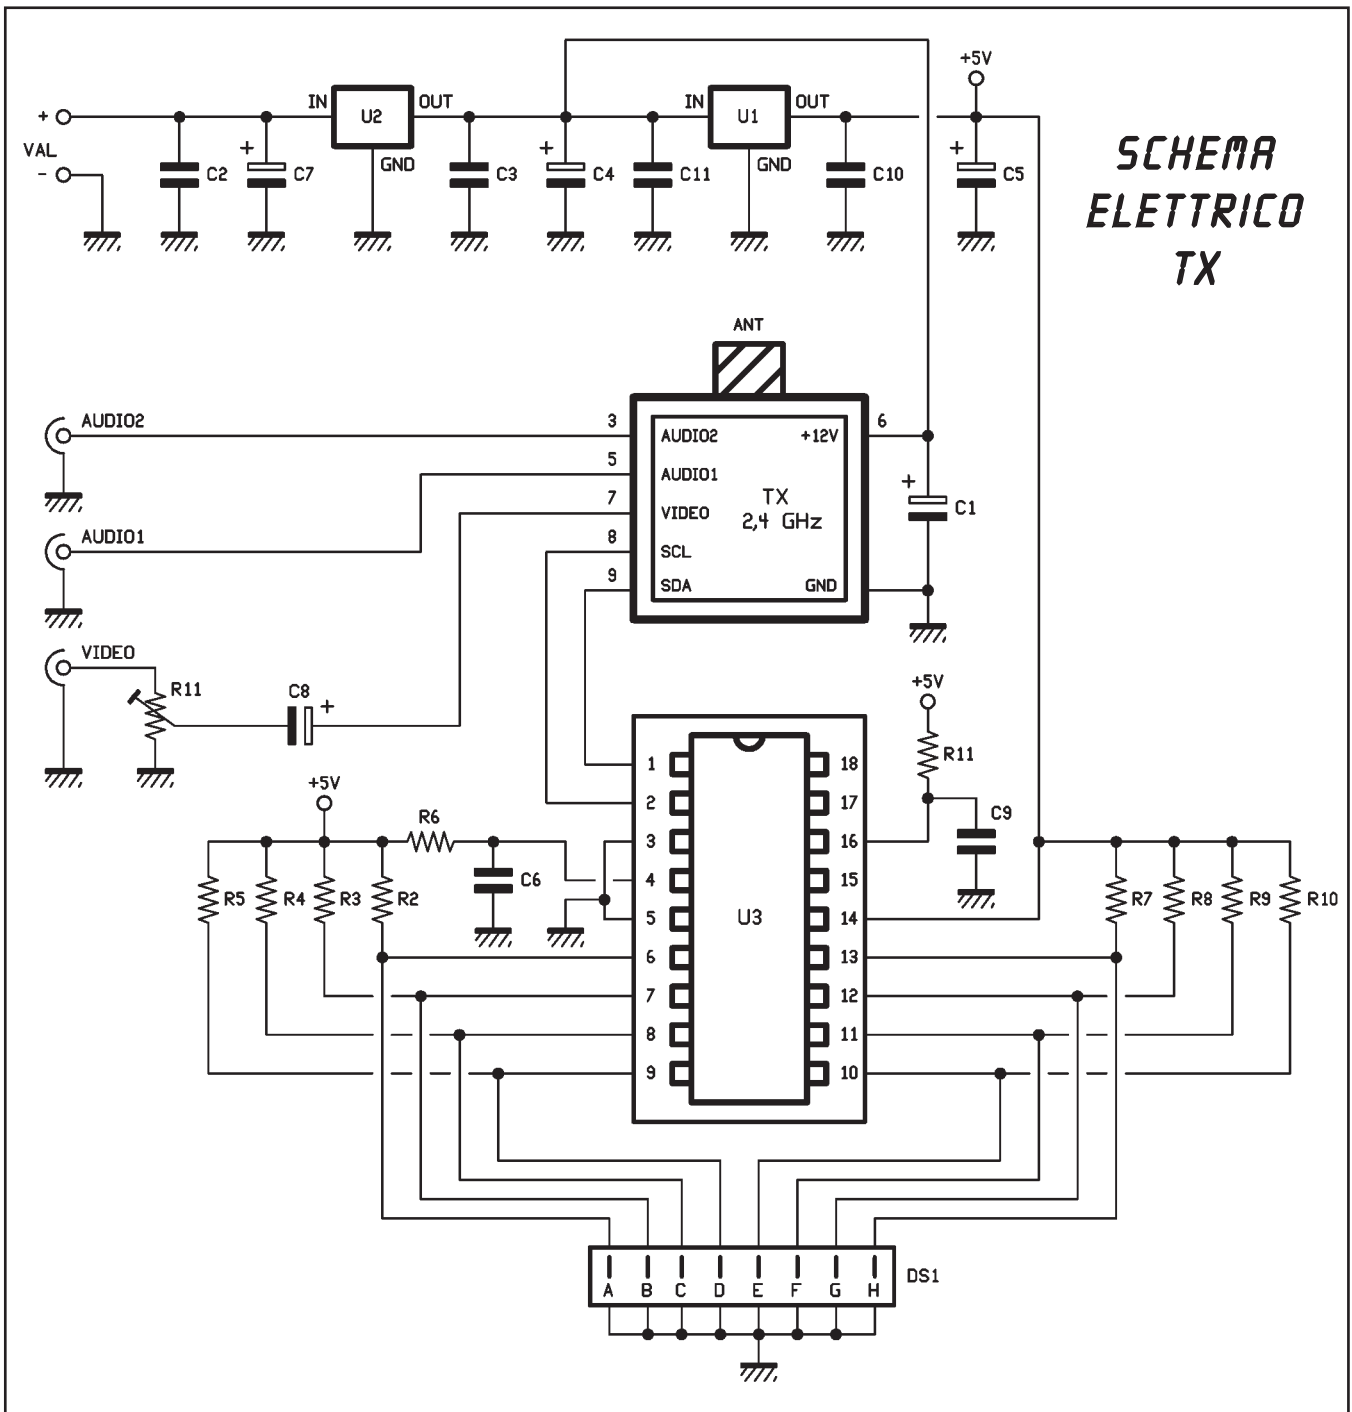 +5V
+ IN U2 OUT IN U1 OUT
VAL
- GND GND
C2 + C7 C3 + C4 C11 C10 + C5
SCHEMA
ELETTRICO
TX
ANT
AUDIO2 3 AUDIO2 +12V 6
5 AUDIO1
7 VIDEO
TX
2,4 GHz
+ C1
AUDIO1 8 SCL
9 SDA GND
VIDEO
R11 C8 +
+5V
R11
C9
+5V
R6
C6
R5 R4 R3 R2
1 18
2 17
3 16
4 15
5 U3 14
6 13
7 12
8 11
9 10
R7 R8 R9 R10
A B C D E F G H
DS1